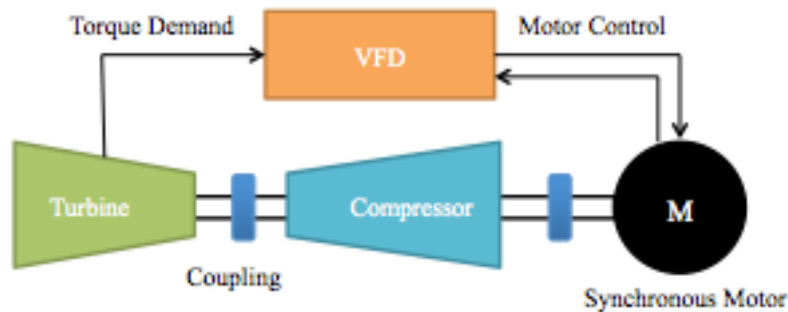 Torque Demand
VFD
Motor Control
Turbine
Compressor
M
Coupling
Synchronous Motor